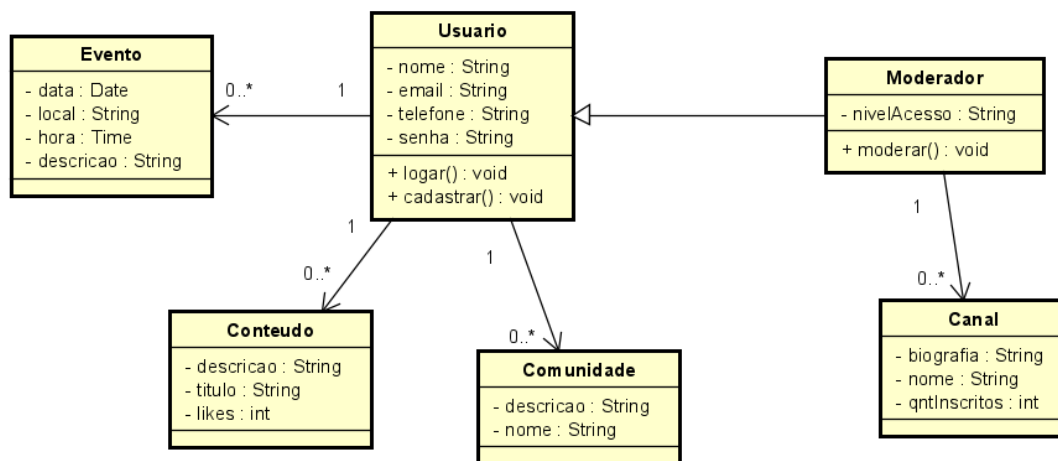 Evento
- data : Date
- local : String
- hora : Time
- descricao : String
0..*
1
Usuario
- nome : String
- email : String
- telefone : String
- senha : String
+ logar() : void
+ cadastrar() : void
Moderador
- nivelAcesso : String
+ moderar() : void
1
0..*
Conteudo
- descricao : String
- titulo : String
- likes : int
1
0..*
Comunidade
- descricao : String
- nome : String
1
0..*
Canal
- biografia : String
- nome : String
- qntInscritos : int